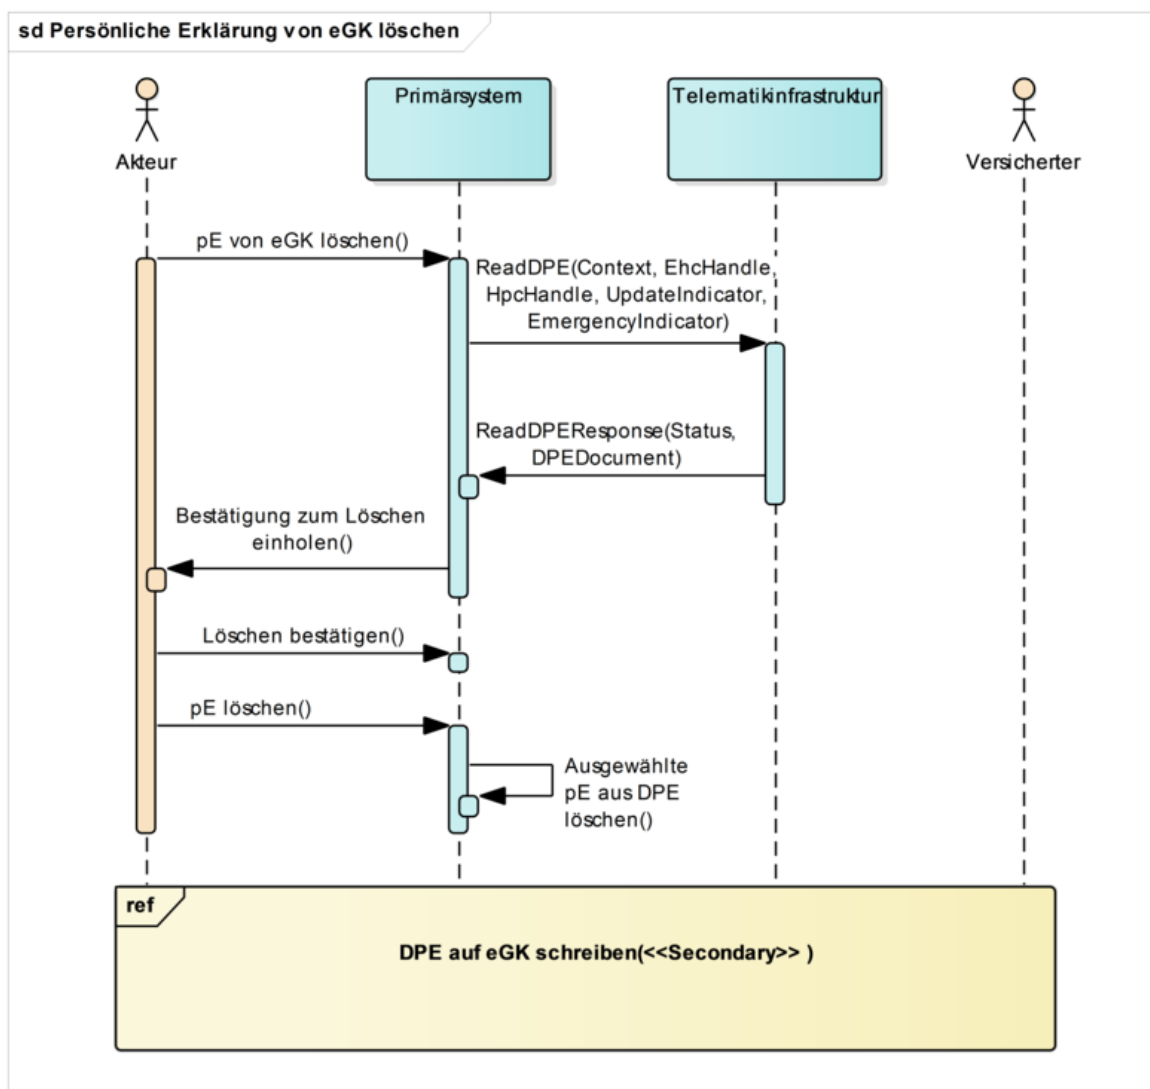 sd Persönliche Erklärung von eGK löschen
Akteur
Primärsystem
Telematikinfrastruktur
Versicherter
pE von eGK löschen()
ReadDPE(Context, EhcHandle,
HpcHandle, UpdateIndicator,
EmergencyIndicator)
ReadDPEResponse(Status,
DPEDocument)
Bestätigung zum Löschen
einholen()
Löschen bestätigen()
pE löschen()
Ausgewählte
pE aus DPE
löschen()
ref
DPE auf eGK schreiben(<<Secondary>> )